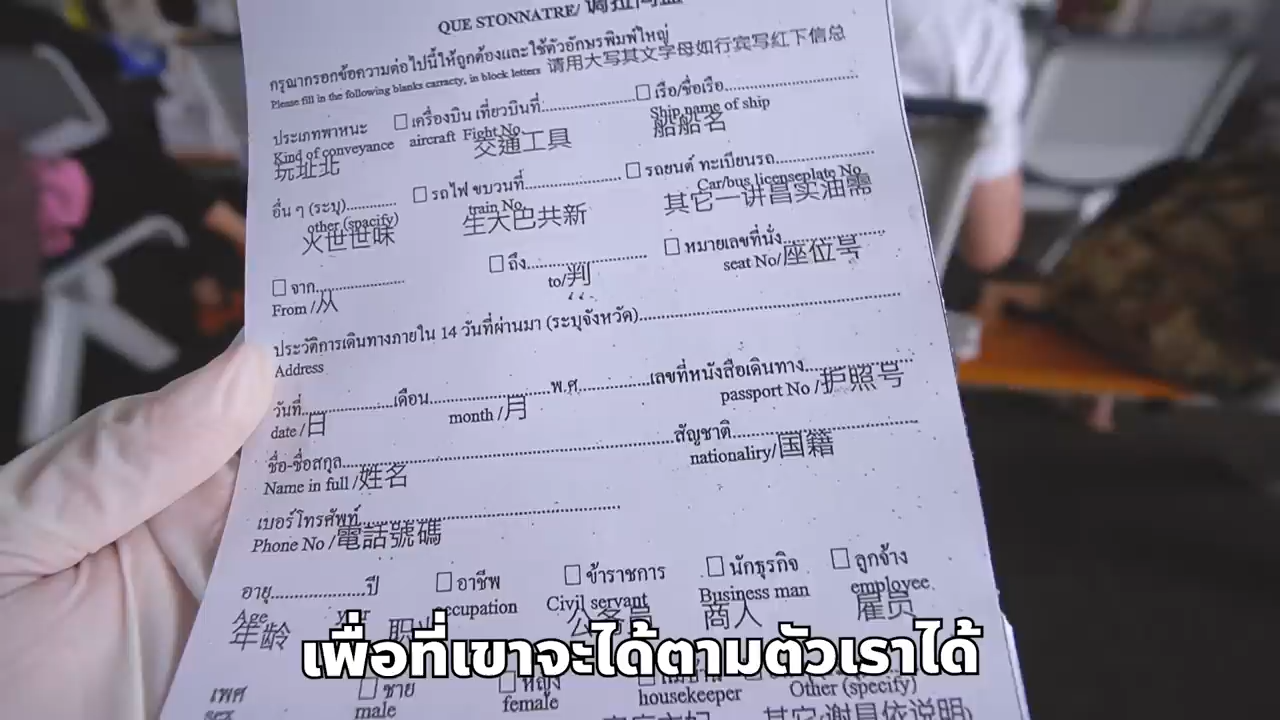 QUE STONNATRE/
กรุณากรอกข้อความต่อไปนี้ให้ถูกต้องและใช้ตัวอักษรพิมพ์ใหญ่
Please fill in the following blanks carracty, in block letters 请用大写其文字母如行宾写红下信总
ประเภทพาหนะ ☐ เครื่องบิน เที่ยวบินที่.................... ☐ เรือ/ชื่อเรือ....................
Kind of conveyance aircraft Fight No. Ship name of ship
玩址北 交通工具 船船名
อื่น ๆ (ระบุ)............ ☐ รถไฟ ขบวนที่.................... ☐ รถยนต์ ทะเบียนรถ....................
other (spacify) train No. Car/bus licenseplate No.
火世世味 生大巴共新 其它一讲昌实油需
☐ จาก.................... ☐ ถึง.................... ☐ หมายเลขที่นั่ง....................
From /从 to/判 seat No/座位号
ประวัติการเดินทางภายใน 14 วันที่ผ่านมา (ระบุจังหวัด)....................
Address
วันที่....................เดือน....................พ.ศ....................เลขที่หนังสือเดินทาง....................
date /日 month /月 passport No /护照号
ชื่อ-ชื่อสกุล....................สัญชาติ....................
Name in full /姓名 nationaliry/国籍
เบอร์โทรศัพท์....................
Phone No /電話號碼
อายุ....................ปี ☐ อาชีพ ☐ ข้าราชการ ☐ นักธุรกิจ ☐ ลูกจ้าง
Age year occupation Civil servant Business man employee
年龄 公务员 商人 雇员
เพื่อที่เขาจะได้ตามตัวเราได้
เพศ ☐ ชาย ☐ หญิง
sex male female housekeeper Other (specify)